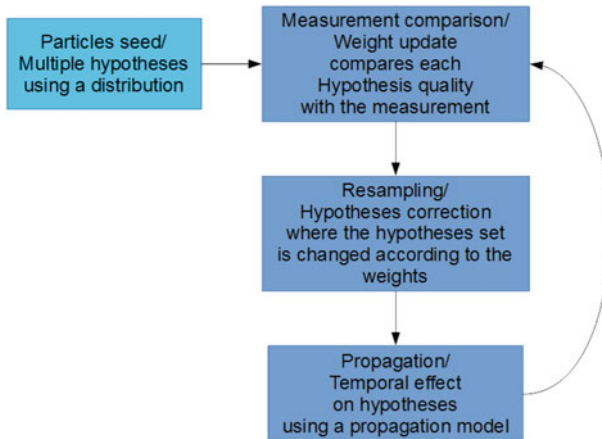 Particles seed/
Multiple hypotheses
using a distribution
Measurement comparison/
Weight update
compares each
Hypothesis quality
with the measurement
Resampling/
Hypotheses correction
where the hypotheses set
is changed according to the
weights
Propagation/
Temporal effect
on hypotheses
using a propagation model